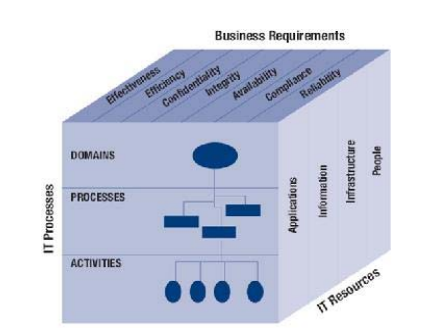 Business Requirements
Effectiveness
Efficiency
Confidentiality
Integrity
Availability
Compliance
Reliability
IT Processes
DOMAINS
PROCESSES
ACTIVITIES
Applications
Information
Infrastructure
People
IT Resources